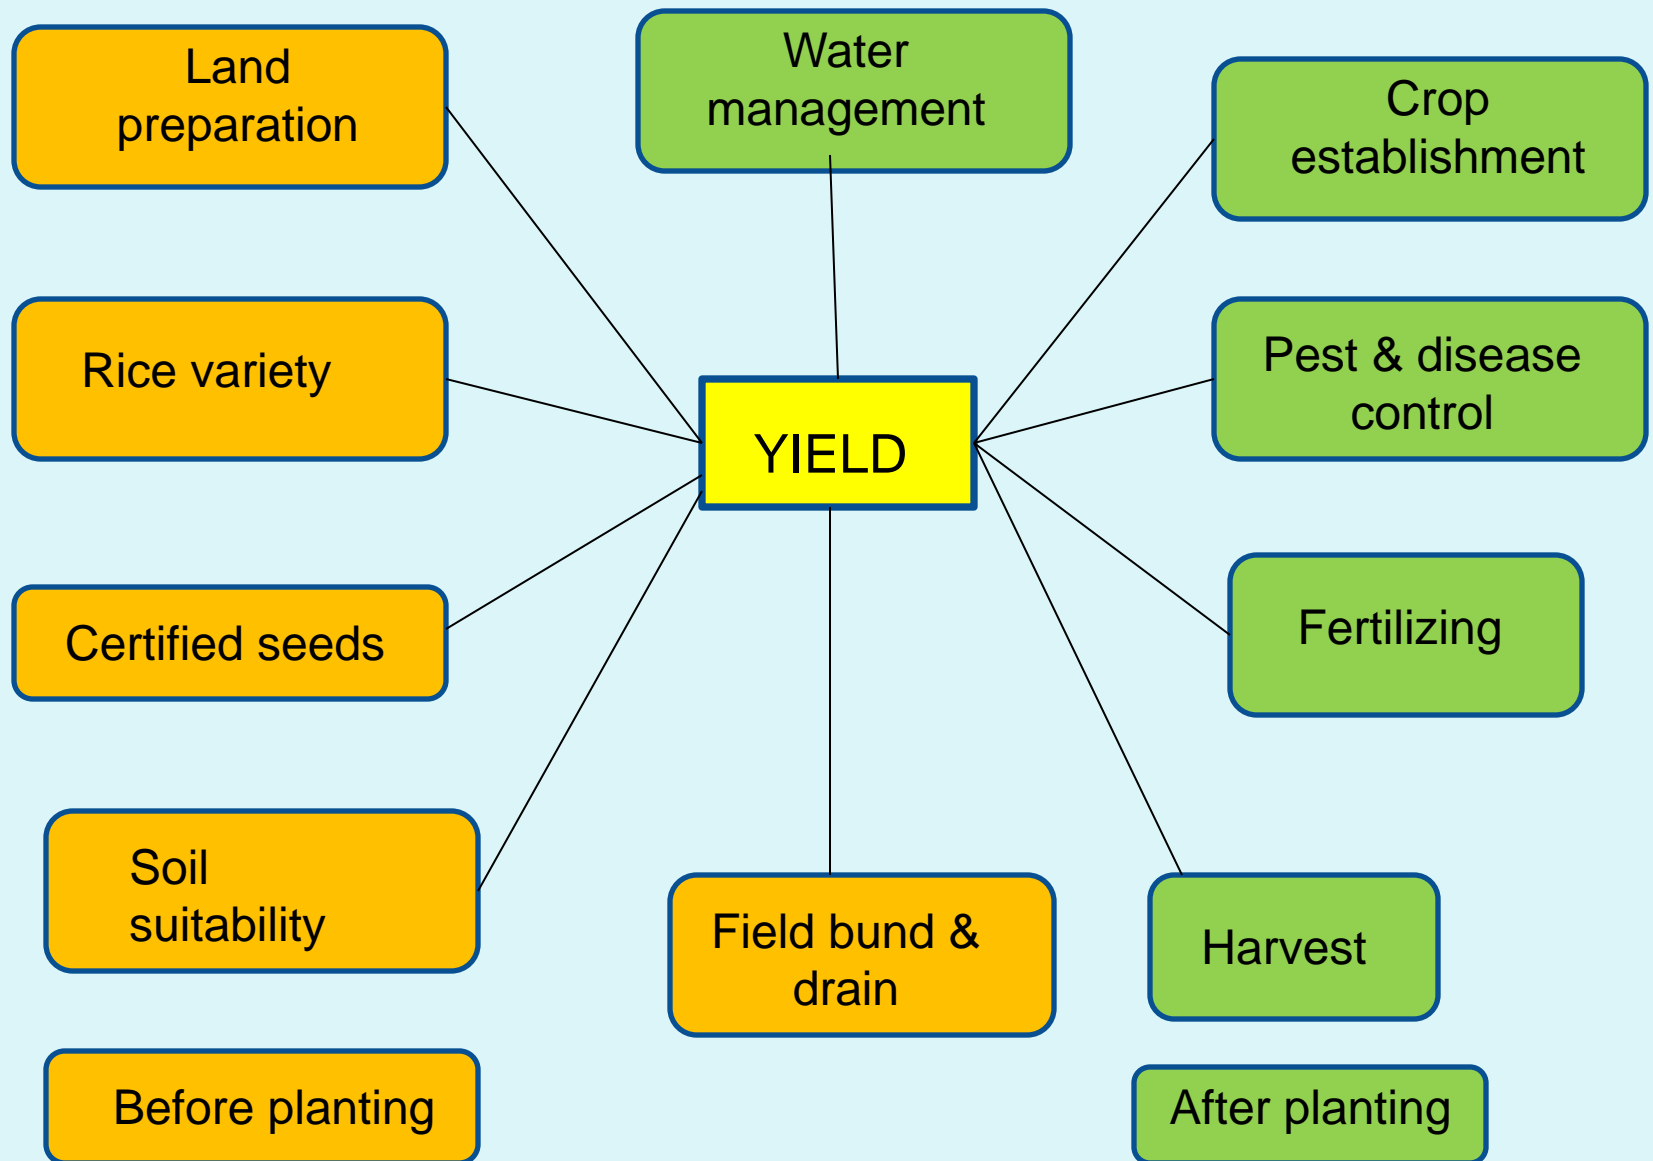 Land
preparation
Water
management
Crop
establishment
Rice variety
Pest & disease
control
YIELD
Certified seeds
Fertilizing
Soil
suitability
Field bund &
drain
Harvest
Before planting
After planting